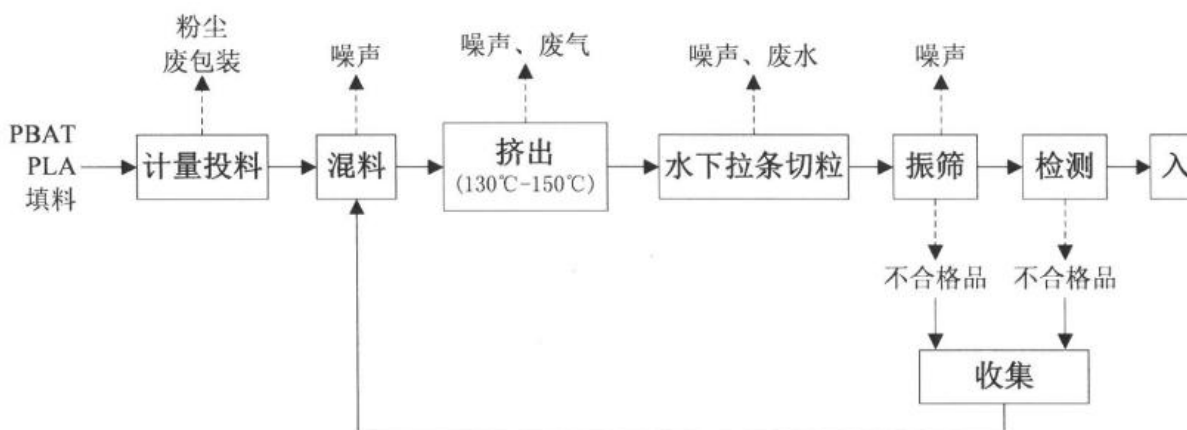 粉尘
废包装
噪声
噪声、废气
噪声、废水
噪声
PBAT
PLA
填料
计量投料
混料
挤出
(130℃-150℃)
水下拉条切粒
振筛
检测
入
不合格品
不合格品
收集